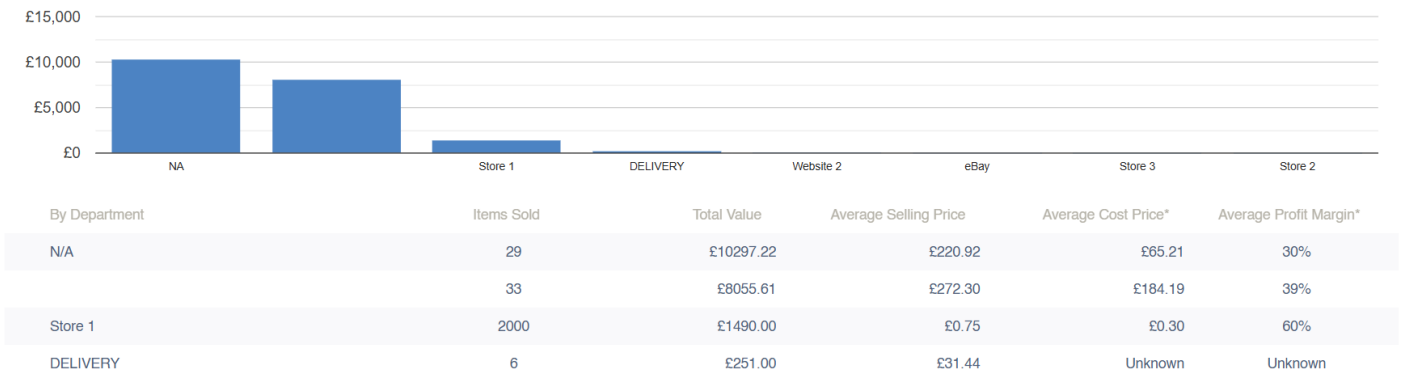 £15,000
£10,000
£5,000
£0
NA Store 1 DELIVERY Website 2 eBay Store 3 Store 2
By Department Items Sold Total Value Average Selling Price Average Cost Price* Average Profit Margin*
N/A 29 £10297.22 £220.92 £65.21 30%
33 £8055.61 £272.30 £184.19 39%
Store 1 2000 £1490.00 £0.75 £0.30 60%
DELIVERY 6 £251.00 £31.44 Unknown Unknown